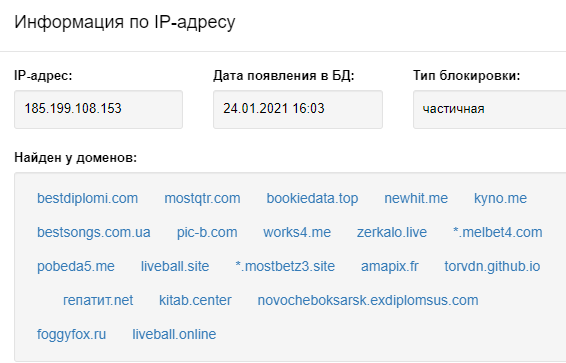 Информация по IP-адресу
IP-адрес: Дата появления в БД: Тип блокировки:
185.199.108.153 24.01.2021 16:03 частичная
Найден у доменов:
bestdiplomi.com mostqtr.com bookiedata.top newhit.me kyno.me
bestsongs.com.ua pic-b.com works4.me zerkalo.live *.melbet4.com
pobeda5.me liveball.site *.mostbetz3.site amapix.fr torvdn.github.io
гепатит.net kitab.center novocheboksarsk.exdiplomsus.com
foggyfox.ru liveball.online